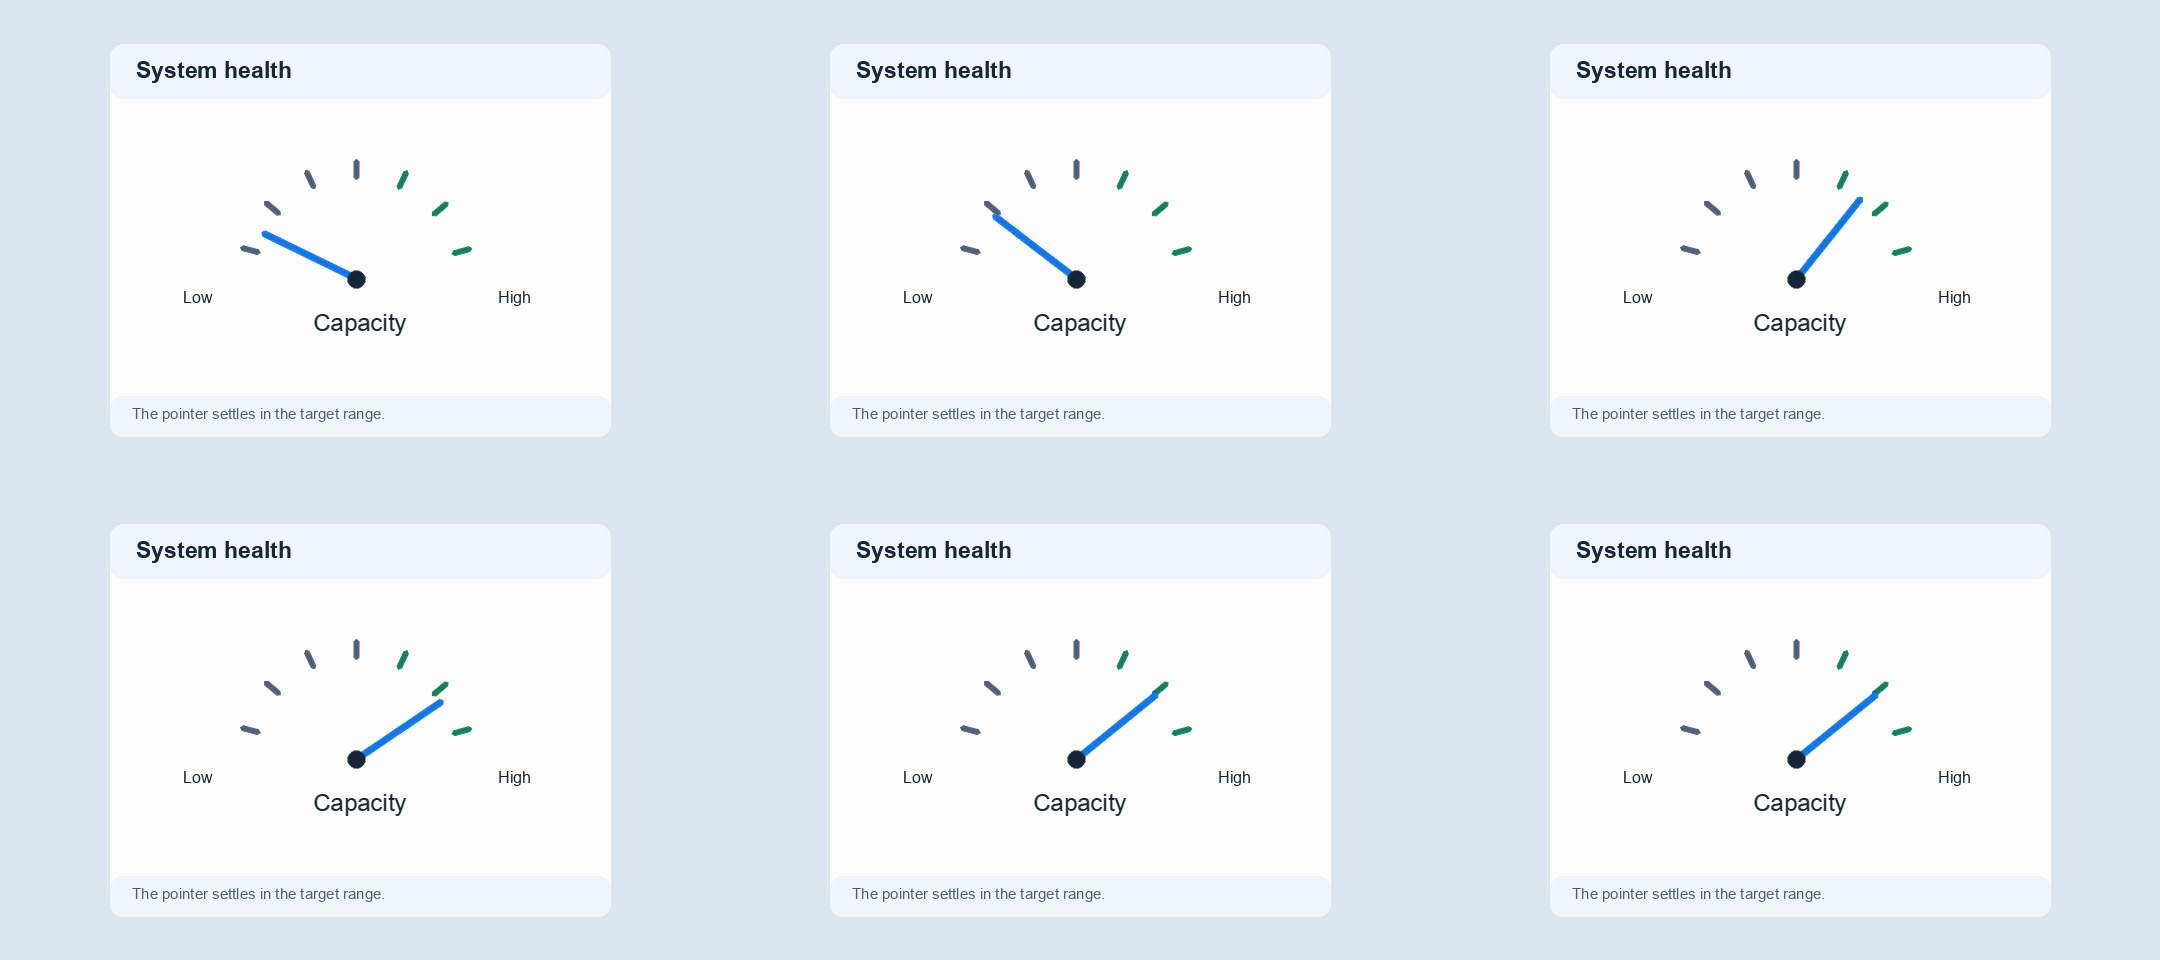 System health
Low
High
Capacity
The pointer settles in the target range.
System health
Low
High
Capacity
The pointer settles in the target range.
System health
Low
High
Capacity
The pointer settles in the target range.
System health
Low
High
Capacity
The pointer settles in the target range.
System health
Low
High
Capacity
The pointer settles in the target range.
System health
Low
High
Capacity
The pointer settles in the target range.